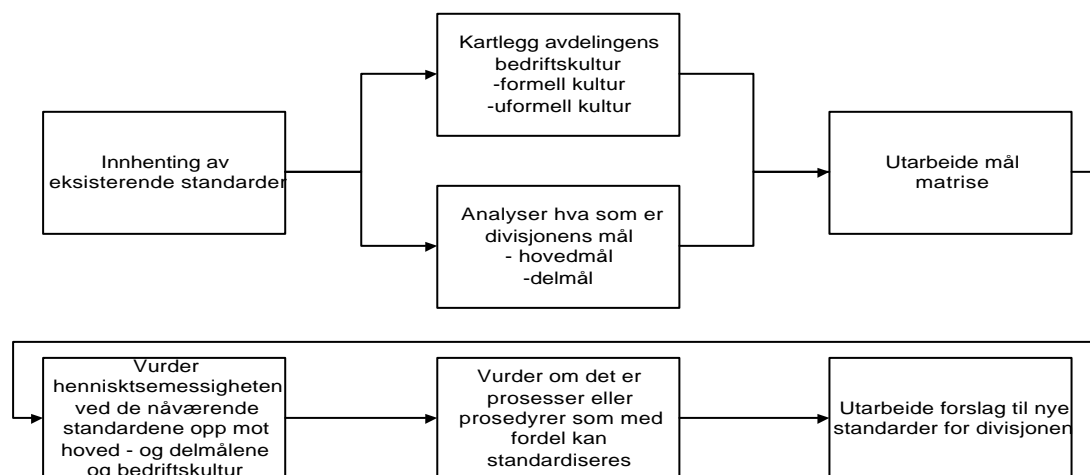 Innhenting av
eksisterende standarder
Kartlegg avdelingens
bedriftskultur
-formell kultur
-uformell kultur
Analyser hva som er
divisjonens mål
- hovedmål
-delmål
Utarbeide mål
matrise
Vurder
hennisktsemessigheten
ved de nåværende
standardene opp mot
hoved - og delmålene
og bedriftskultur
Vurder om det er
prosesser eller
prosedyrer som med
fordel kan
standardiseres
Utarbeide forslag til nye
standarder for divisjonen